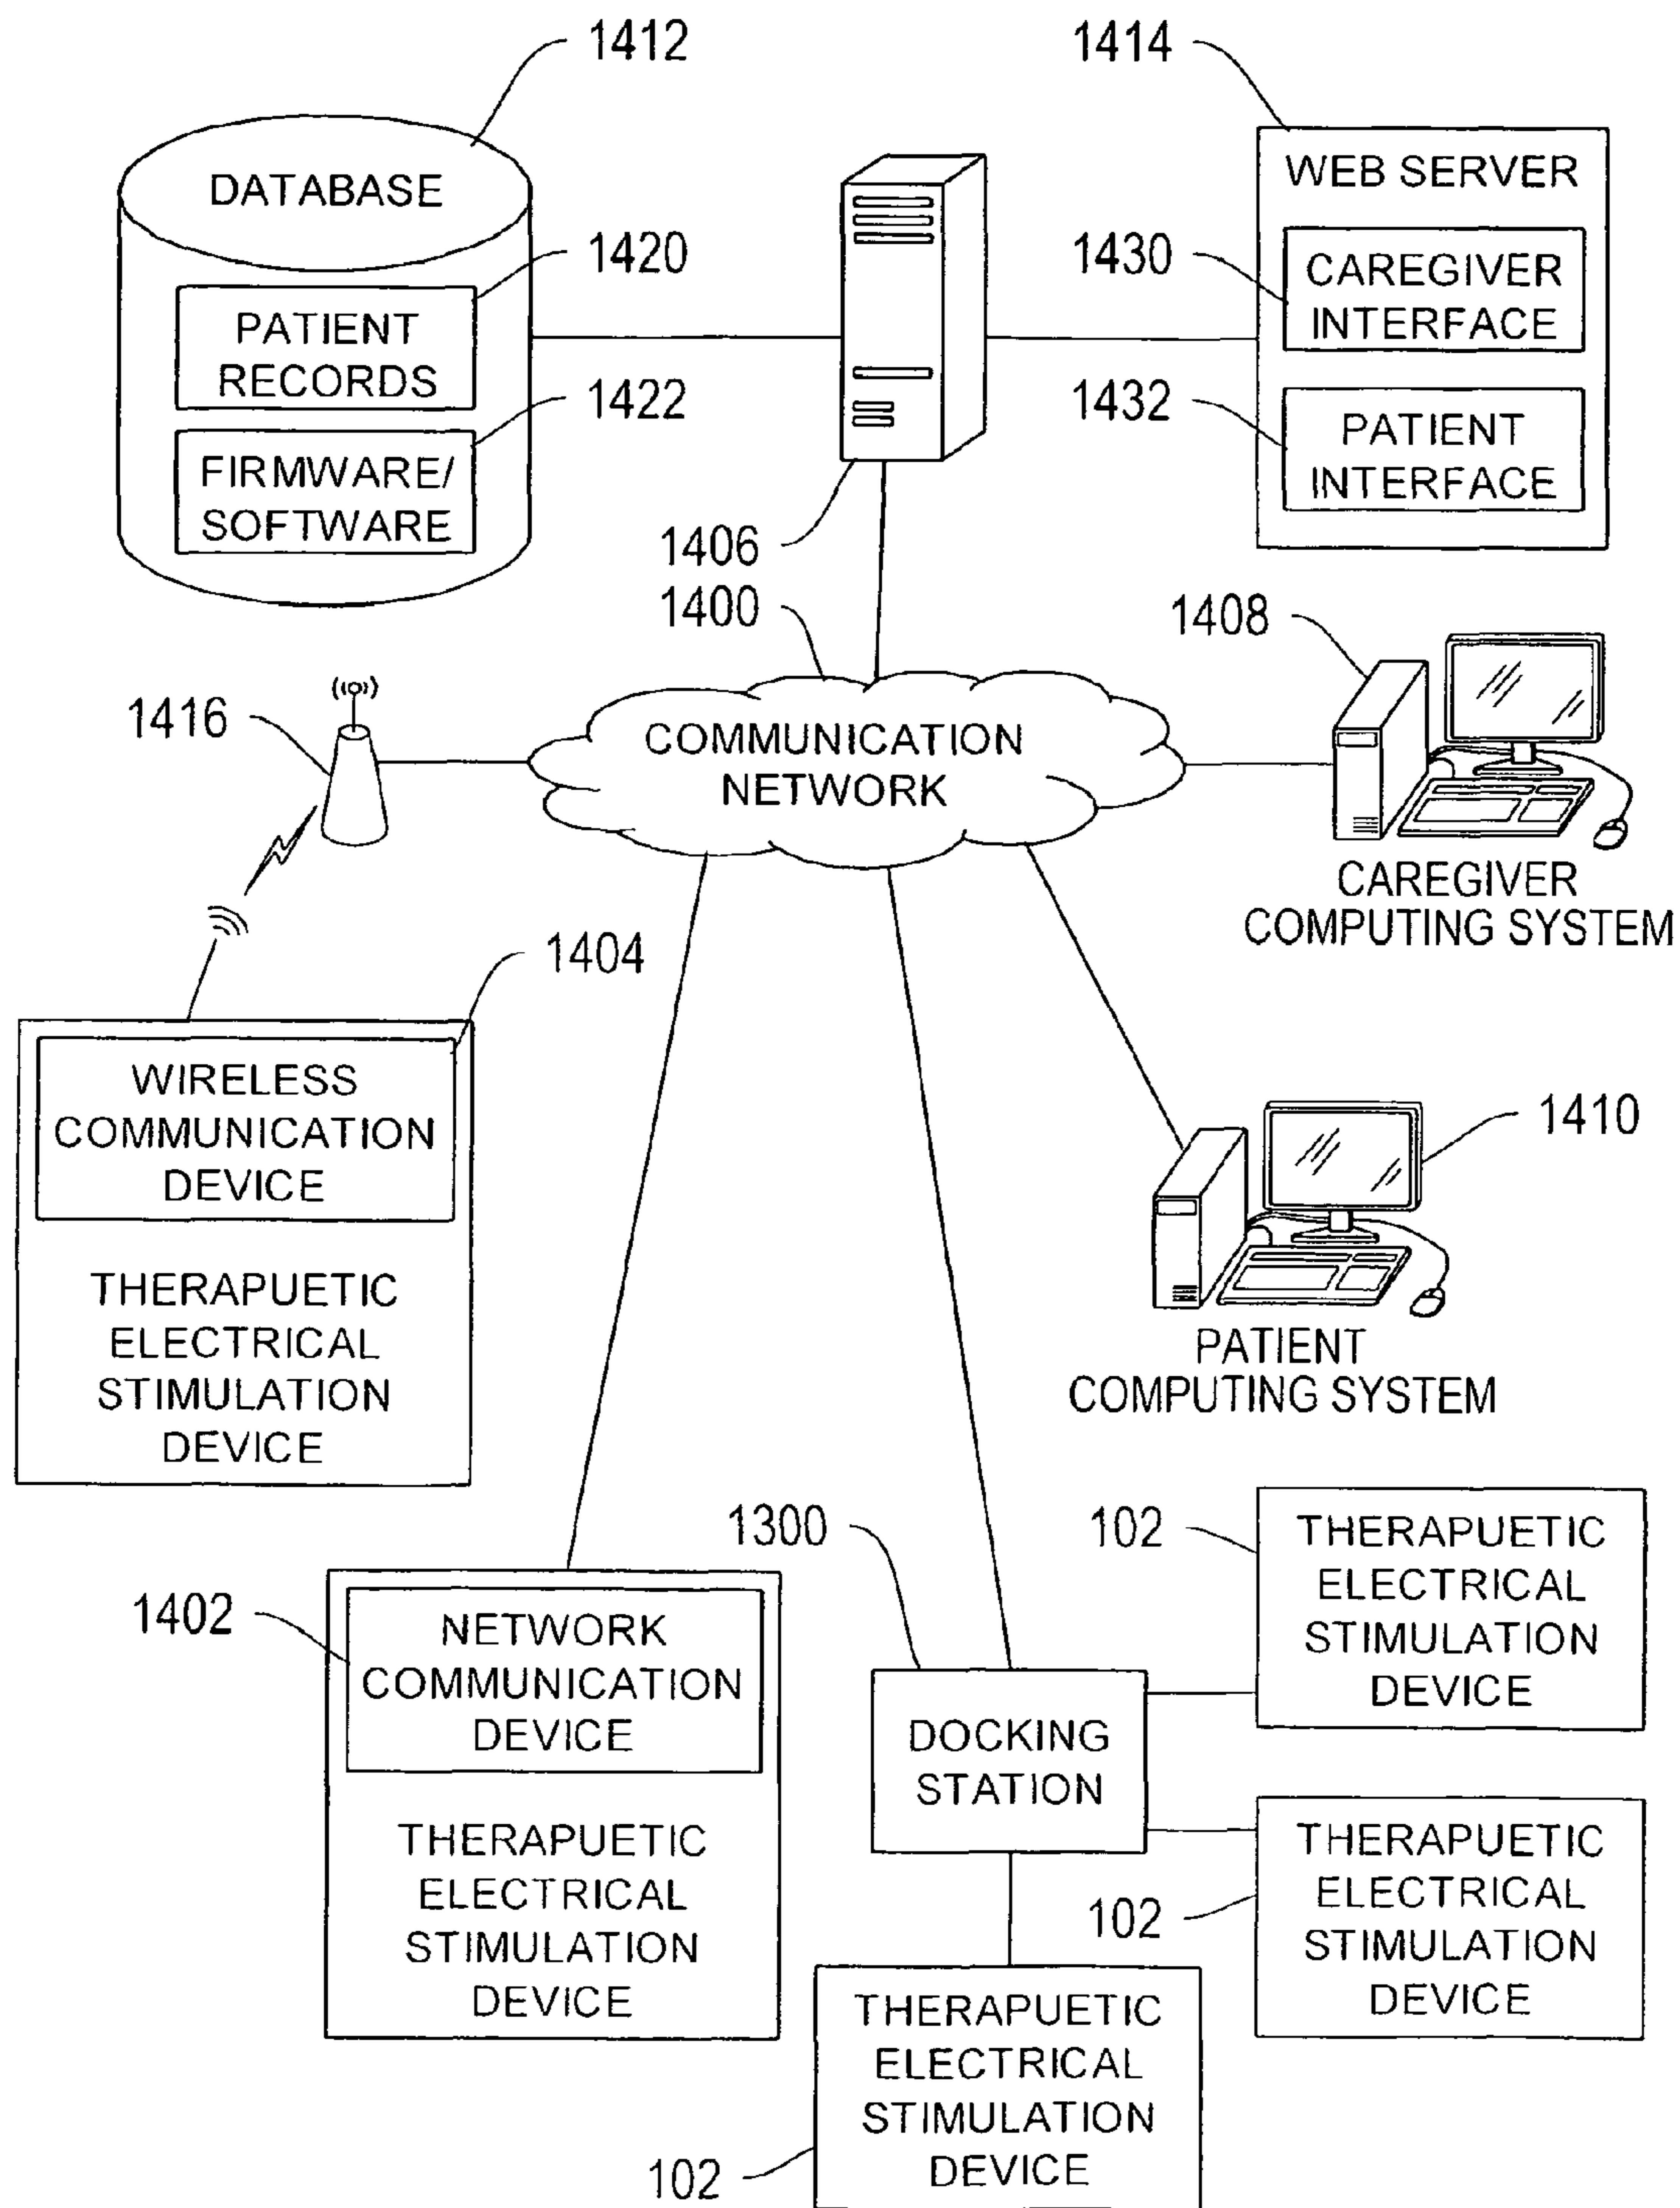 1412
1414
DATABASE
WEB SERVER
1420
1430
CAREGIVER
INTERFACE
PATIENT
RECORDS
1422
1432
PATIENT
INTERFACE
FIRMWARE/
SOFTWARE
1406
1400
1408
1416
COMMUNICATION
NETWORK
CAREGIVER
COMPUTING SYSTEM
1404
WIRELESS
COMMUNICATION
DEVICE
THERAPUETIC
ELECTRICAL
STIMULATION
DEVICE
1410
PATIENT
COMPUTING SYSTEM
1402
NETWORK
COMMUNICATION
DEVICE
THERAPUETIC
ELECTRICAL
STIMULATION
DEVICE
1300
DOCKING
STATION
102
THERAPUETIC
ELECTRICAL
STIMULATION
DEVICE
102
THERAPUETIC
ELECTRICAL
STIMULATION
DEVICE
102
THERAPUETIC
ELECTRICAL
STIMULATION
DEVICE